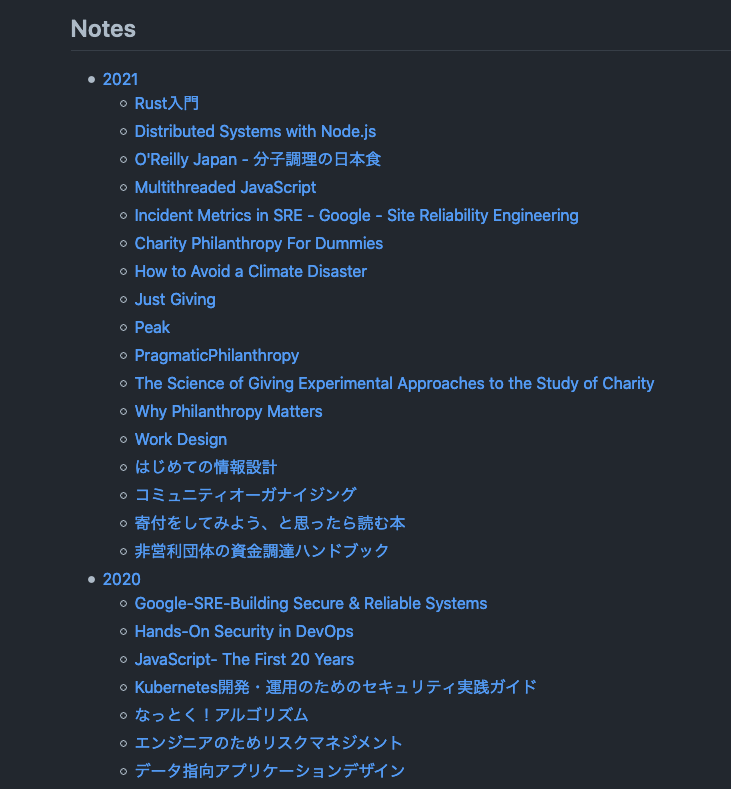 Notes
2021
Rust入門
Distributed Systems with Node.js
O'Reilly Japan - 分子調理の日本食
Multithreaded JavaScript
Incident Metrics in SRE - Google - Site Reliability Engineering
Charity Philanthropy For Dummies
How to Avoid a Climate Disaster
Just Giving
Peak
PragmaticPhilanthropy
The Science of Giving Experimental Approaches to the Study of Charity
Why Philanthropy Matters
Work Design
はじめての情報設計
コミュニティオーガナイジング
寄付をしてみよう、と思ったら読む本
非営利団体の資金調達ハンドブック
2020
Google-SRE-Building Secure & Reliable Systems
Hands-On Security in DevOps
JavaScript- The First 20 Years
Kubernetes開発・運用のためのセキュリティ実践ガイド
なっとく！アルゴリズム
エンジニアのためリスクマネジメント
データ指向アプリケーションデザイン